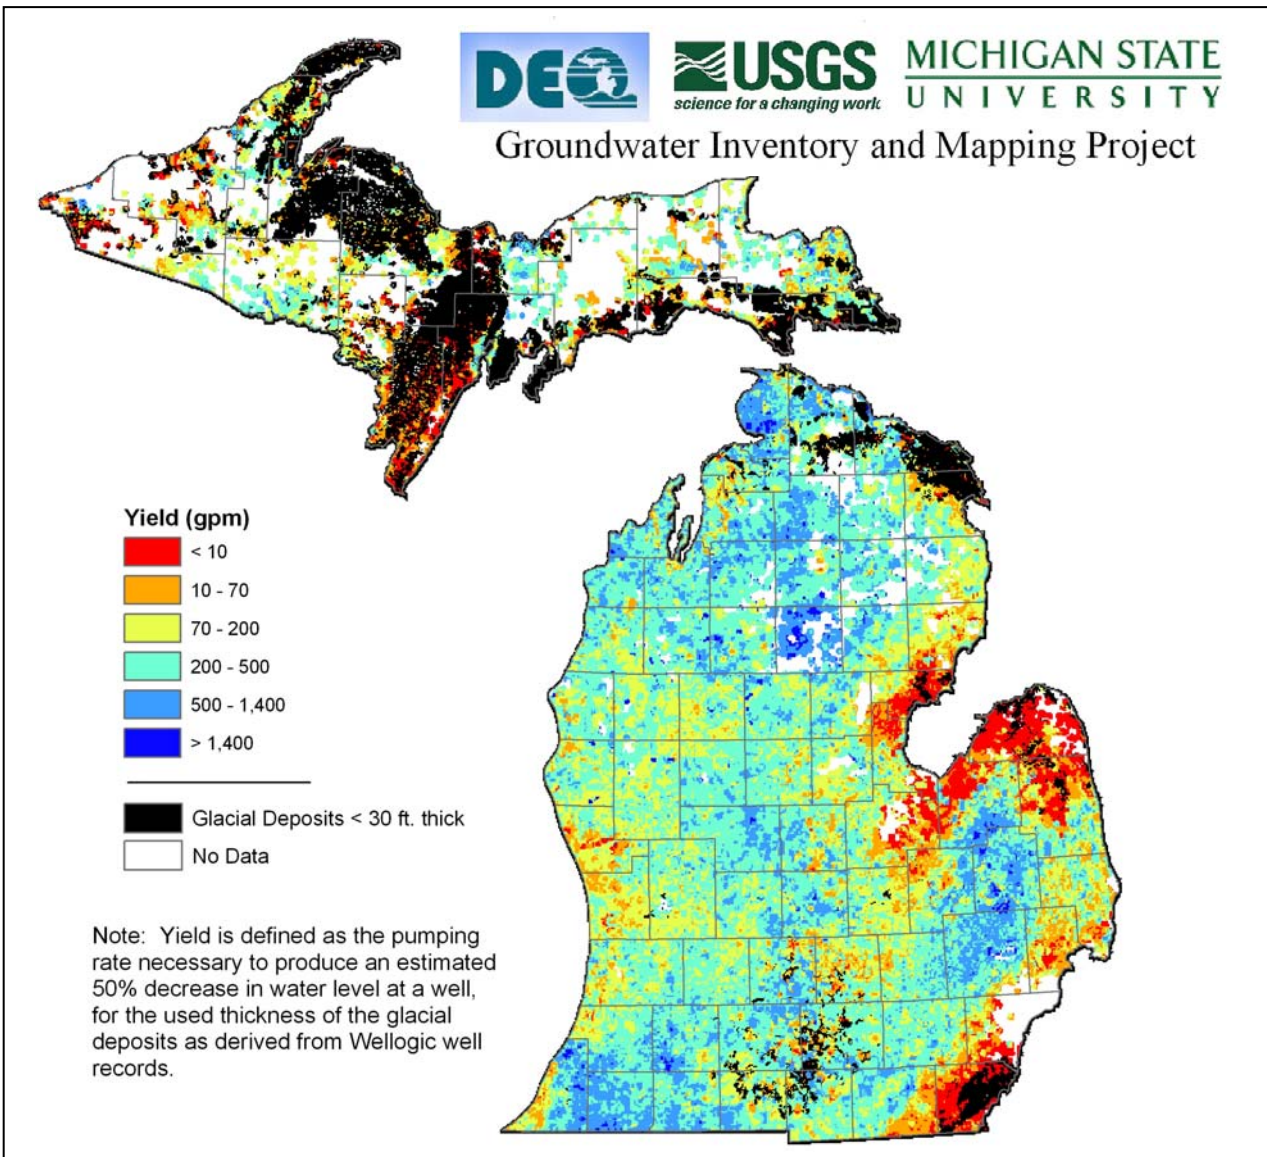 DEQ
USGS
science for a changing work
MICHIGAN STATE
UNIVERSITY
Groundwater Inventory and Mapping Project
Yield (gpm)
< 10
10 - 70
70 - 200
200 - 500
500 - 1,400
> 1,400
Glacial Deposits < 30 ft. thick
No Data
Note: Yield is defined as the pumping
rate necessary to produce an estimated
50% decrease in water level at a well,
for the used thickness of the glacial
deposits as derived from Wellogic well
records.